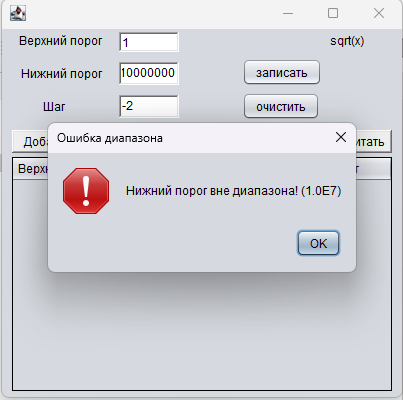 Верхний порог 1 sqrt(x)
Нижний порог 10000000 записать
Шаг -2 очистить
Ошибка диапазона
Нижний порог вне диапазона! (1.0E7)
OK